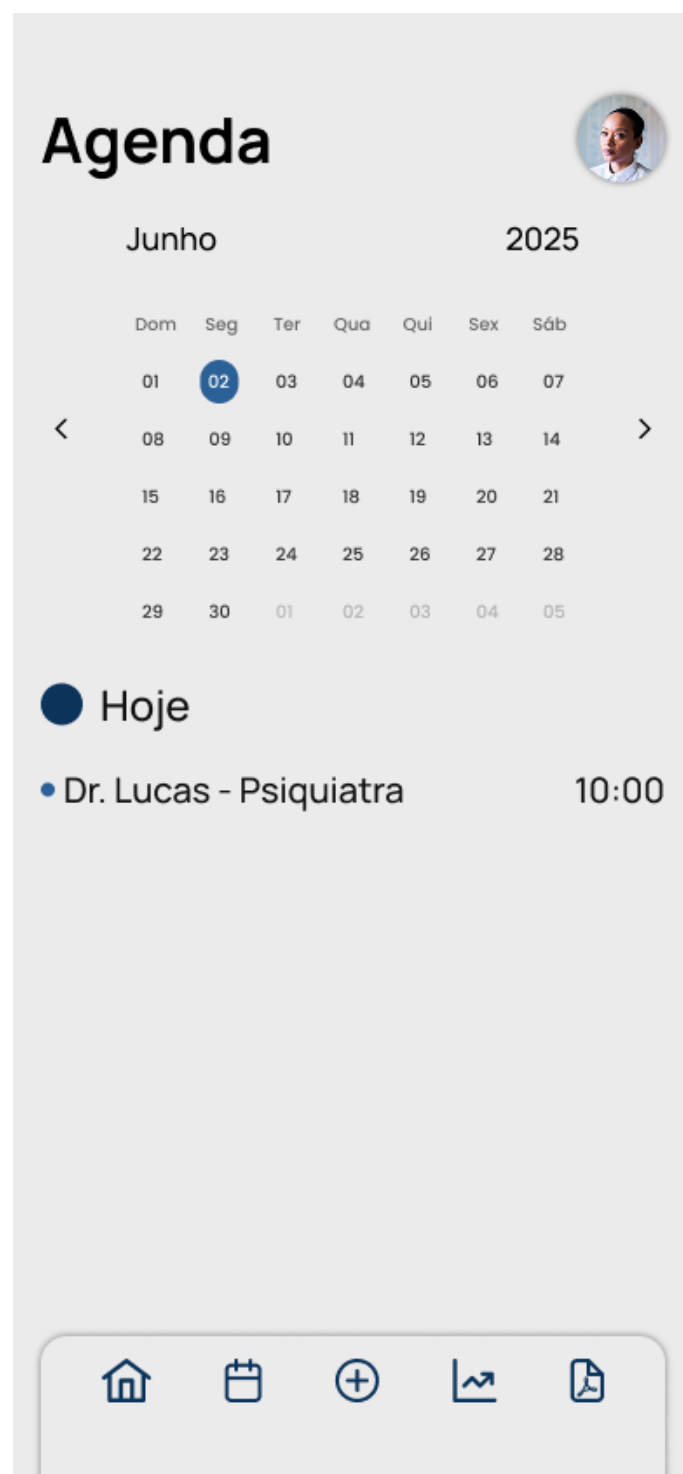 Agenda
Junho 2025
Dom Seg Ter Qua Qui Sex Sáb
01 02 03 04 05 06 07
08 09 10 11 12 13 14
15 16 17 18 19 20 21
22 23 24 25 26 27 28
29 30 01 02 03 04 05
Hoje
Dr. Lucas - Psiquiatra 10:00